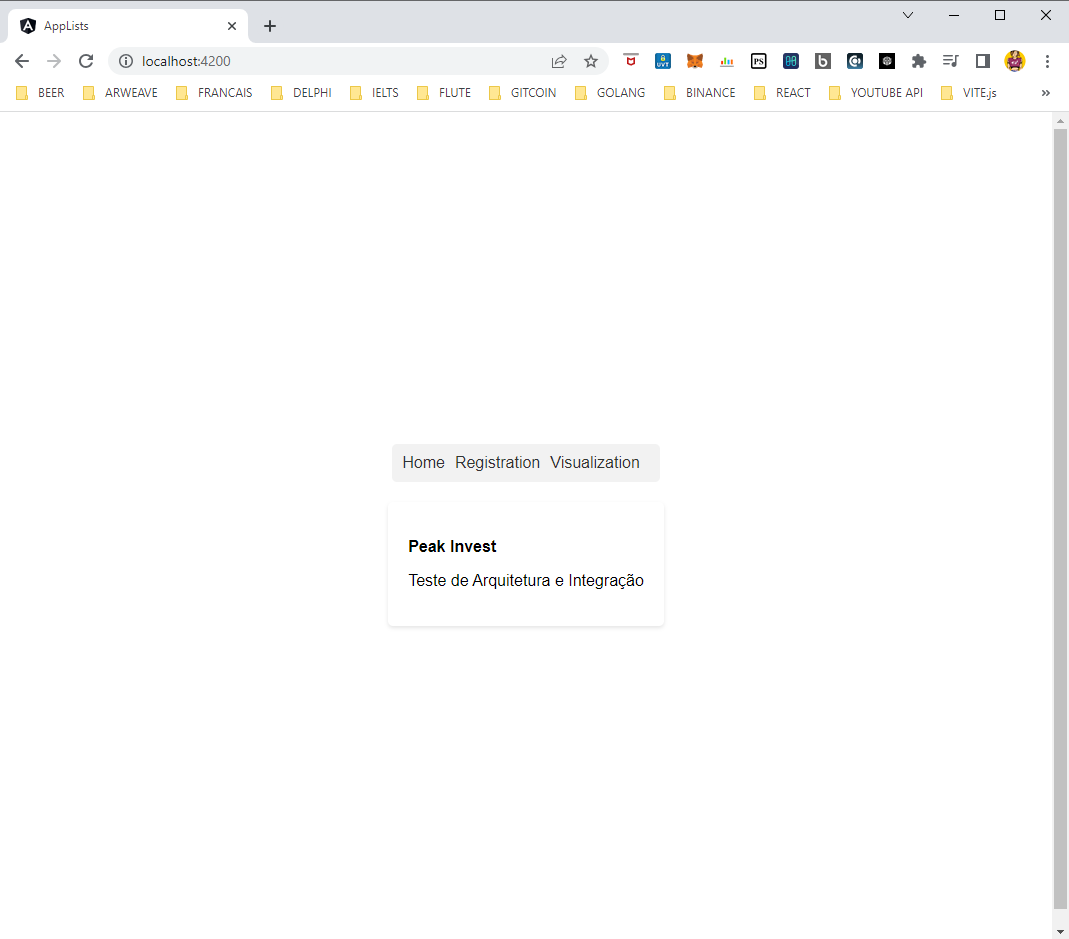 AppLists
localhost:4200
BEER ARWEAVE FRANCAIS DELPHI IELTS FLUTE GITCOIN GOLANG BINANCE REACT YOUTUBE API VITE.js »
Home Registration Visualization
Peak Invest
Teste de Arquitetura e Integração